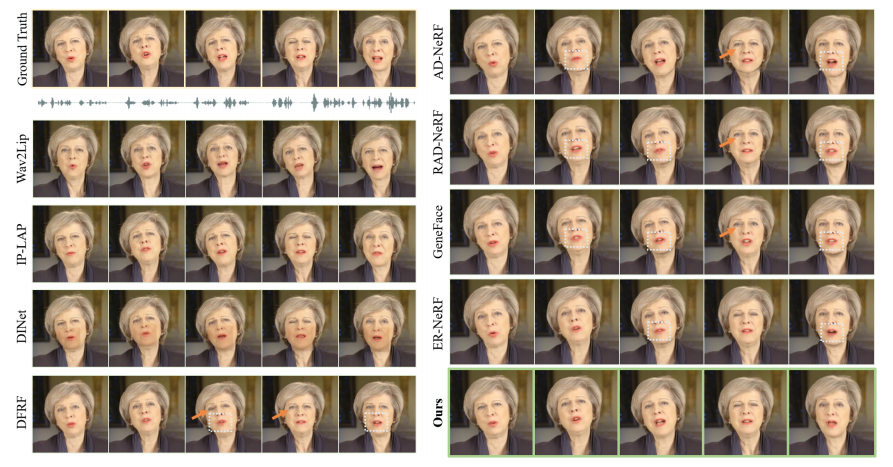 Ground Truth
Wav2Lip
IP-LAP
DINet
DFRF
AD-NeRF
RAD-NeRF
GeneFace
ER-NeRF
Ours